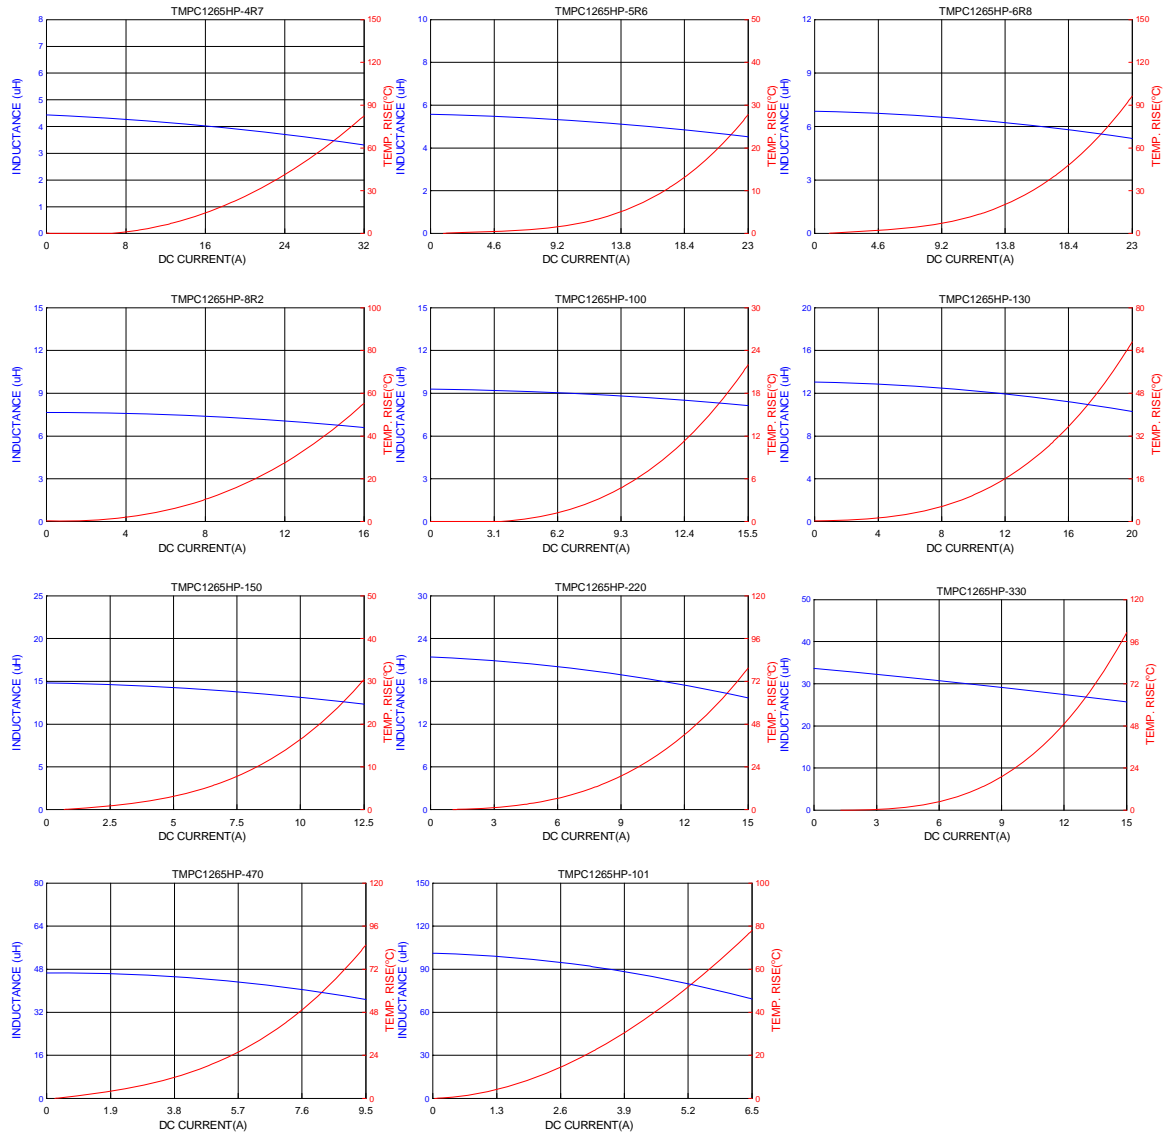 TMPC1265HP-4R7
INDUCTANCE (uH)
8
7
6
5
4
3
2
1
0
150
120
90
60
30
0
TEMP. RISE(°C)
0 8 16 24 32
DC CURRENT(A)
TMPC1265HP-5R6
INDUCTANCE (uH)
10
8
6
4
2
0
50
40
30
20
10
0
TEMP. RISE(°C)
0 4.6 9.2 13.8 18.4 23
DC CURRENT(A)
TMPC1265HP-6R8
INDUCTANCE (uH)
12
9
6
3
0
150
120
90
60
30
0
TEMP. RISE(°C)
0 4.6 9.2 13.8 18.4 23
DC CURRENT(A)
TMPC1265HP-8R2
INDUCTANCE (uH)
15
12
9
6
3
0
100
80
60
40
20
0
TEMP. RISE(°C)
0 4 8 12 16
DC CURRENT(A)
TMPC1265HP-100
INDUCTANCE (uH)
15
12
9
6
3
0
30
24
18
12
6
0
TEMP. RISE(°C)
0 3.1 6.2 9.3 12.4 15.5
DC CURRENT(A)
TMPC1265HP-130
INDUCTANCE (uH)
20
16
12
8
4
0
80
64
48
32
16
0
TEMP. RISE(°C)
0 4 8 12 16 20
DC CURRENT(A)
TMPC1265HP-150
INDUCTANCE (uH)
25
20
15
10
5
0
50
40
30
20
10
0
TEMP. RISE(°C)
0 2.5 5 7.5 10 12.5
DC CURRENT(A)
TMPC1265HP-220
INDUCTANCE (uH)
30
24
18
12
6
0
120
96
72
48
24
0
TEMP. RISE(°C)
0 3 6 9 12 15
DC CURRENT(A)
TMPC1265HP-330
INDUCTANCE (uH)
50
40
30
20
10
0
120
96
72
48
24
0
TEMP. RISE(°C)
0 3 6 9 12 15
DC CURRENT(A)
TMPC1265HP-470
INDUCTANCE (uH)
80
64
48
32
16
0
120
96
72
48
24
0
TEMP. RISE(°C)
0 1.9 3.8 5.7 7.6 9.5
DC CURRENT(A)
TMPC1265HP-101
INDUCTANCE (uH)
150
120
90
60
30
0
100
80
60
40
20
0
TEMP. RISE(°C)
0 1.3 2.6 3.9 5.2 6.5
DC CURRENT(A)